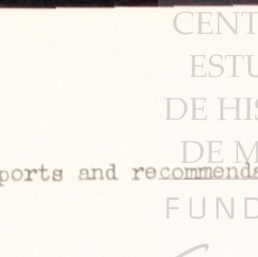 CENT
ESTU
DE HIS
DE M
ports and recommenda
FUND